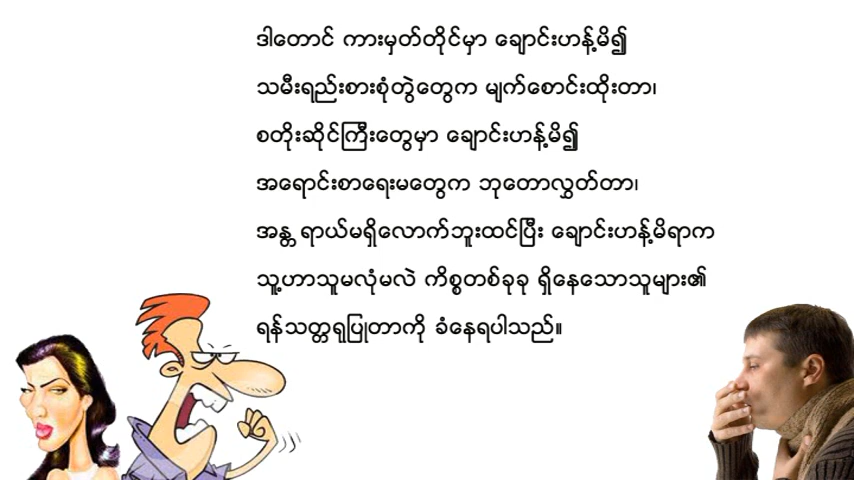 ဒါတောင် ကားမှတ်တိုင်မှာ ချောင်းဟန့်မိ၍
သမီးရည်းစားစုံတွဲတွေက မျက်စောင်းထိုးတာ၊
စတိုးဆိုင်ကြီးတွေမှာ ချောင်းဟန့်မိ၍
အရောင်းစာရေးမတွေက ဘုတောလွှတ်တာ၊
အန္တ ရာယ်မရှိလောက်ဘူးထင်ပြီး ချောင်းဟန့်မိရာက
သူ့ဟာသူမလုံမလဲ ကိစ္စတစ်ခုခု ရှိနေသောသူများ၏
ရန်သတ္တရူပြုတာကို ခံနေရပါသည်။